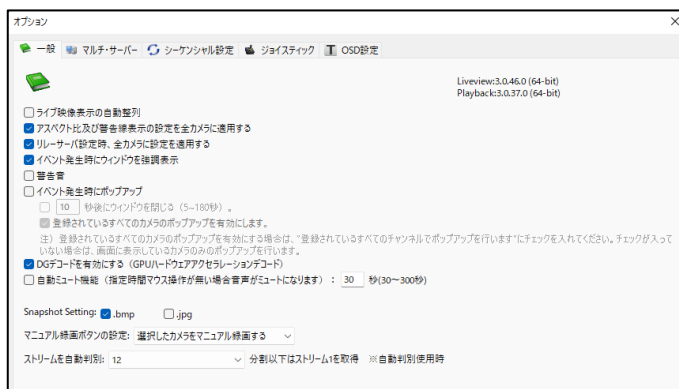 オプション
一般 マルチ・サーバー シーケンシャル設定 ジョイスティック OSD設定
Liveview:3.0.46.0 (64-bit)
Playback:3.0.37.0 (64-bit)
ライブ映像表示の自動整列
アスペクト比及び警告線表示の設定を全カメラに適用する
リレーサーバ設定時、全カメラに設定を適用する
イベント発生時にウィンドウを強調表示
警告音
イベント発生時にポップアップ
10 秒後にウィンドウを閉じる（5~180秒）。
登録されているすべてのカメラのポップアップを有効にします。
注）登録されているすべてのカメラのポップアップを有効にする場合は、"登録されているすべてのチャンネルでポップアップを行います"にチェックを入れてください。チェックが入って
いない場合は、画面に表示しているカメラのみのポップアップを行います。
DGデコードを有効にする（GPUハードウェアアクセラレーションデコード）
自動ミュート機能（指定時間マウス操作が無い場合音声がミュートになります）： 30 秒(30～300秒)
Snapshot Setting: .bmp .jpg
マニュアル録画ボタンの設定: 選択したカメラをマニュアル録画する
ストリームを自動判別: 12 分割以下はストリーム1を取得 ※自動判別使用時